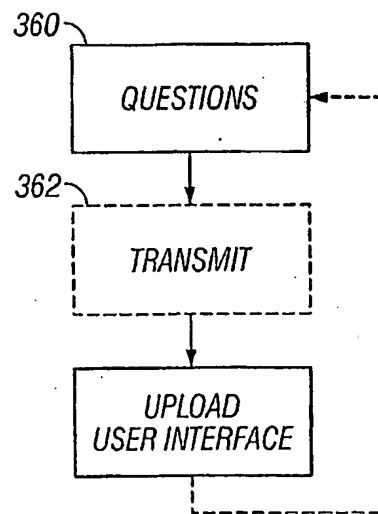 360
QUESTIONS
362
TRANSMIT
UPLOAD
USER INTERFACE